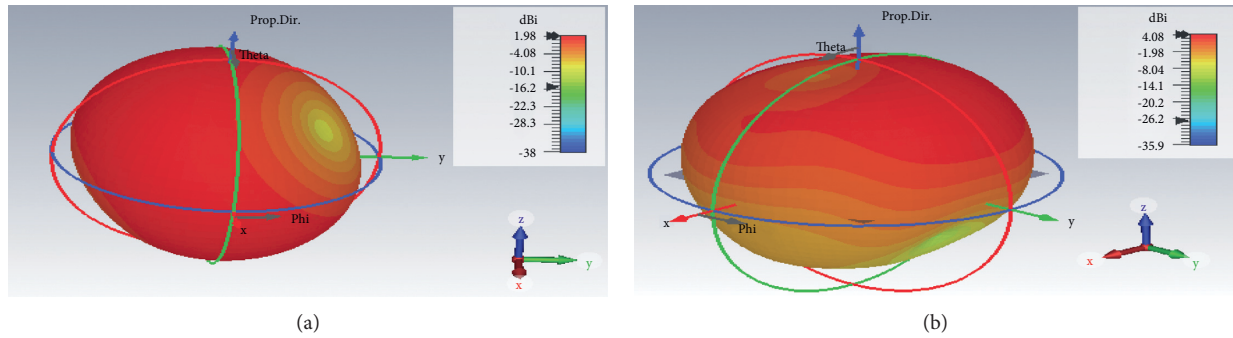 Prop.Dir.
Theta
y
Phi
x
dBi
1.98
-4.08
-10.1
-16.2
-22.3
-28.3
-38
z
y
x
(a)
Prop.Dir.
Theta
x
Phi
y
dBi
4.08
-1.98
-8.04
-14.1
-20.2
-26.2
-35.9
z
x
y
(b)